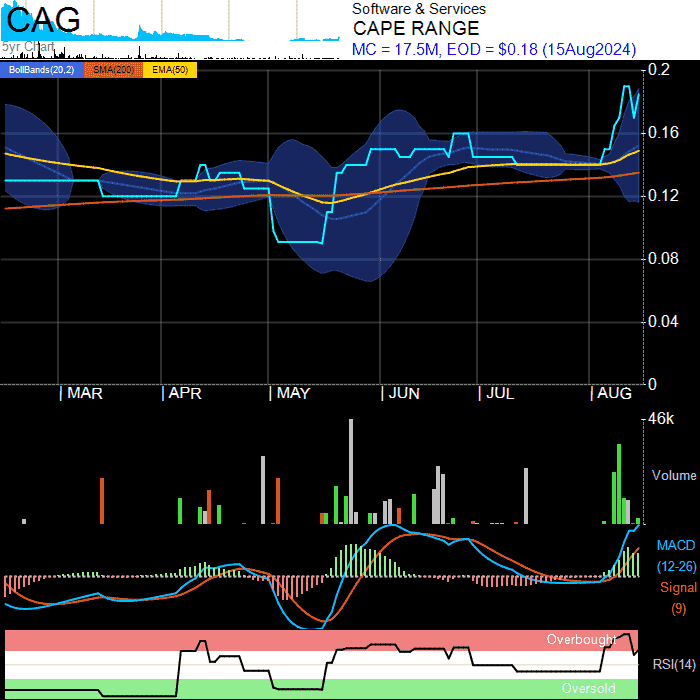 CAG
Software & Services
CAPE RANGE
5yr Chart
MC = 17.5M, EOD = $0.18 (15Aug2024)
BollBands(20,2) SMA(200) EMA(50)
0.2
0.16
0.12
0.08
0.04
0
MAR APR MAY JUN JUL AUG
46k
Volume
MACD
(12-26)
Signal
(9)
Overbought
RSI(14)
Oversold